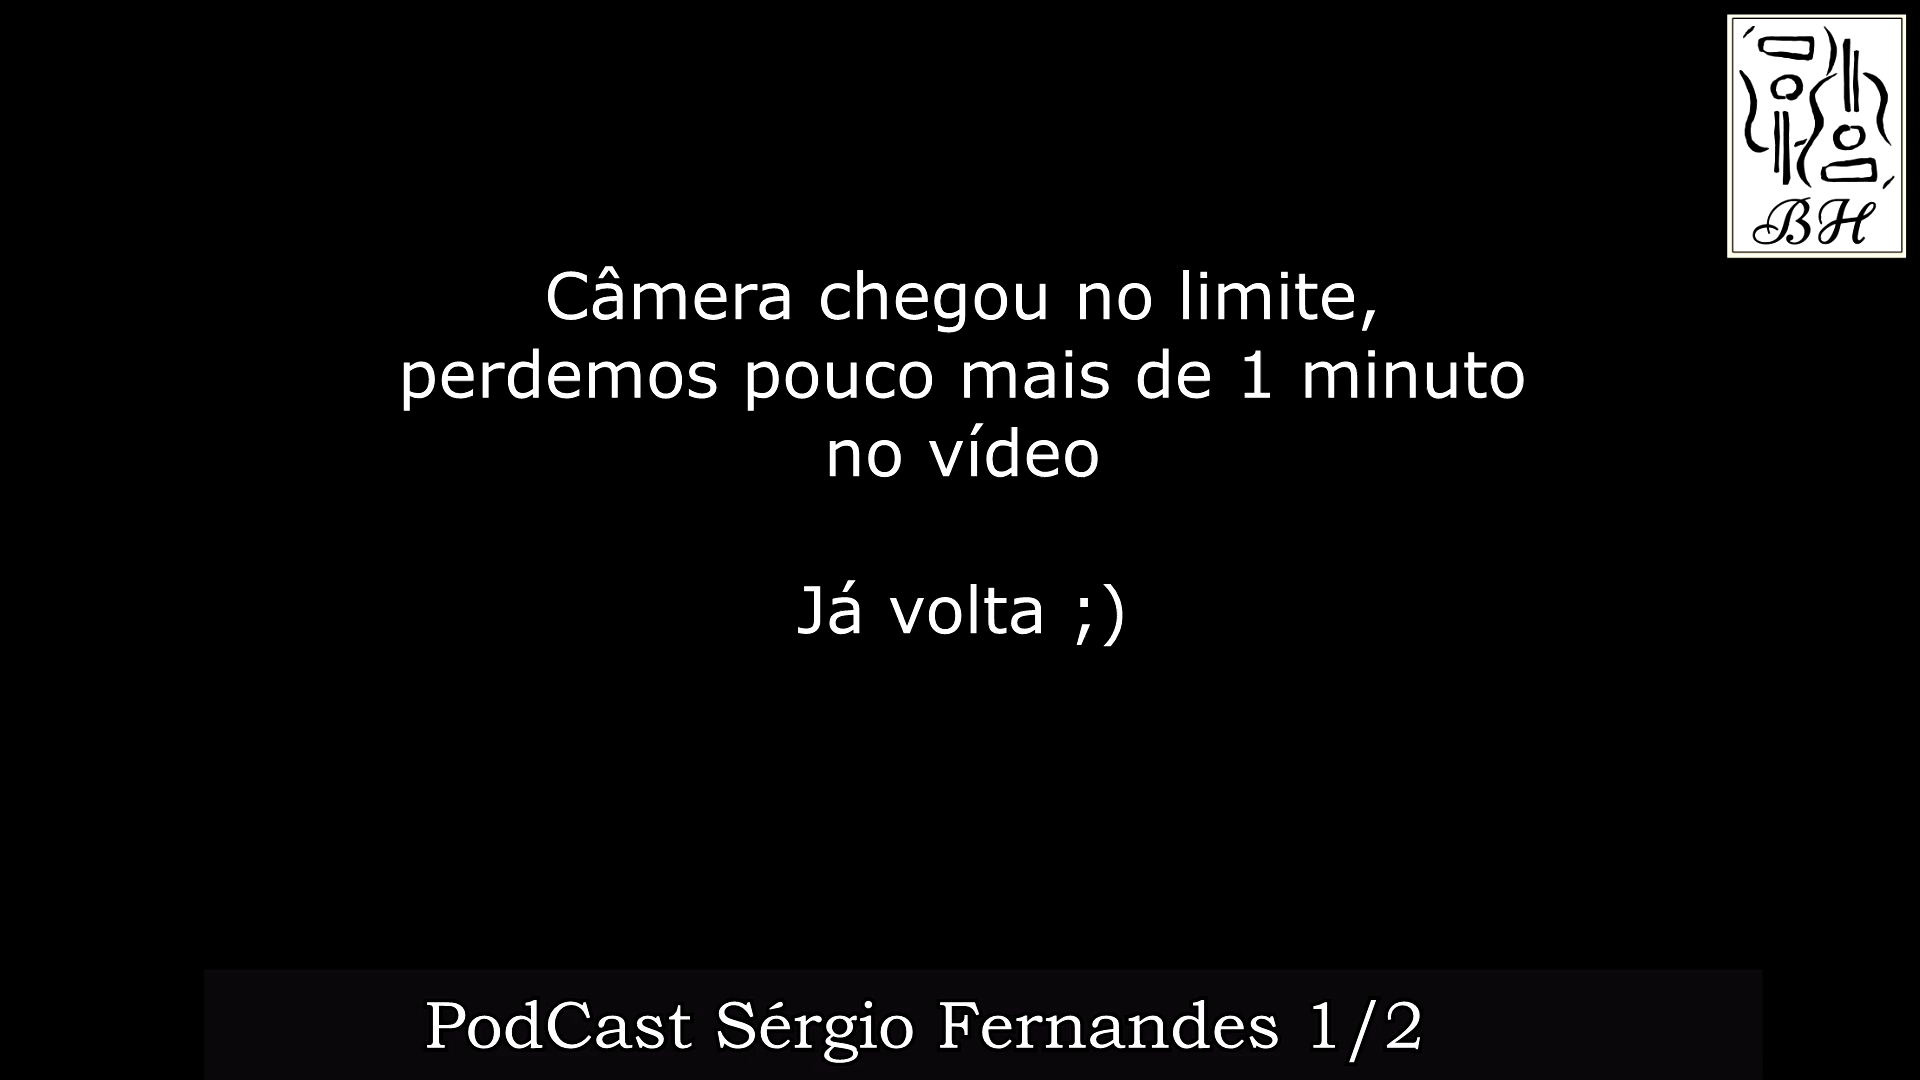 BH
Câmera chegou no limite,
perdemos pouco mais de 1 minuto
no vídeo
Já volta ;)
PodCast Sérgio Fernandes 1/2